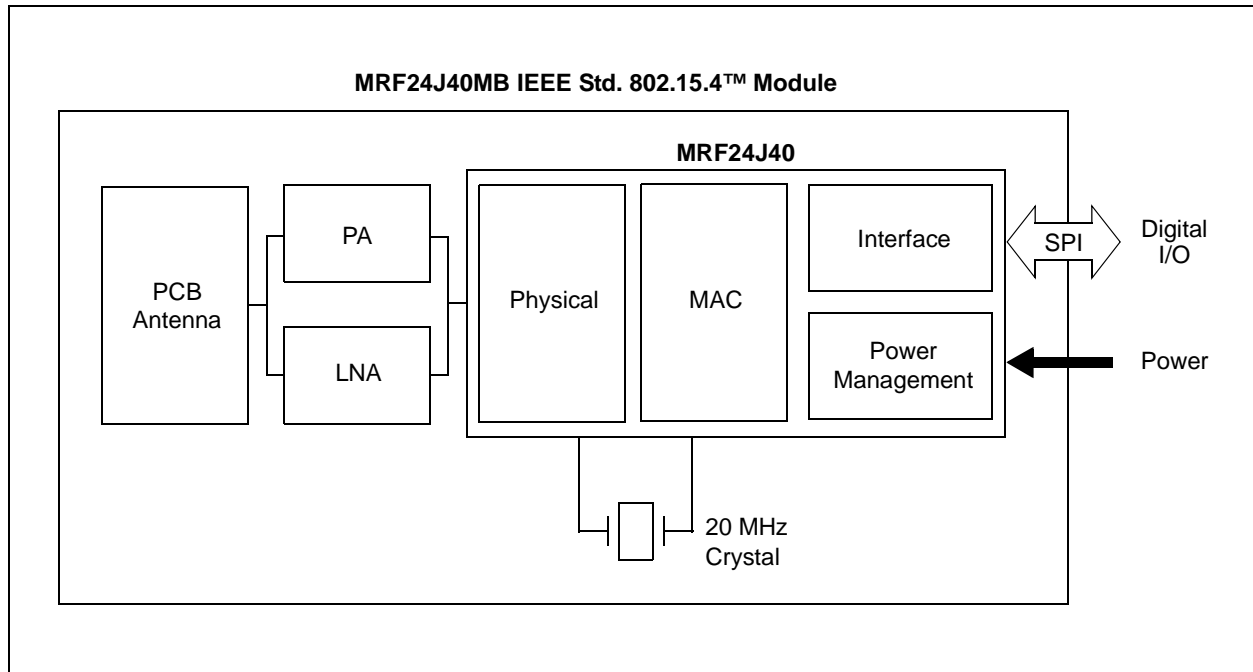 MRF24J40MB IEEE Std. 802.15.4™ Module
MRF24J40
PCB
Antenna
PA
LNA
Physical
MAC
Interface
Power
Management
SPI
Digital
I/O
Power
20 MHz
Crystal